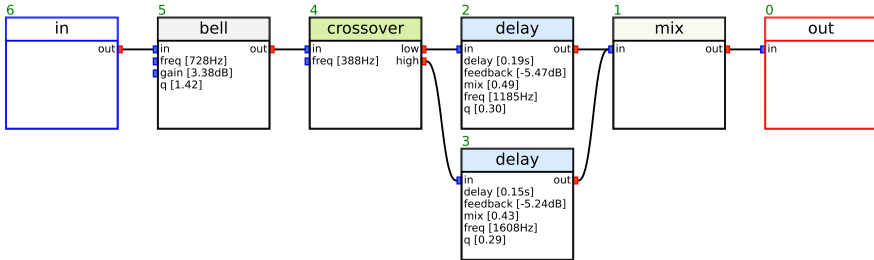 6
in
out
5
bell
in
out
freq [728Hz]
gain [3.38dB]
q [1.42]
4
crossover
in
low
freq [388Hz]
high
2
delay
in
out
delay [0.19s]
feedback [-5.47dB]
mix [0.49]
freq [1185Hz]
q [0.30]
1
mix
in
out
0
out
in
3
delay
in
out
delay [0.15s]
feedback [-5.24dB]
mix [0.43]
freq [1608Hz]
q [0.29]